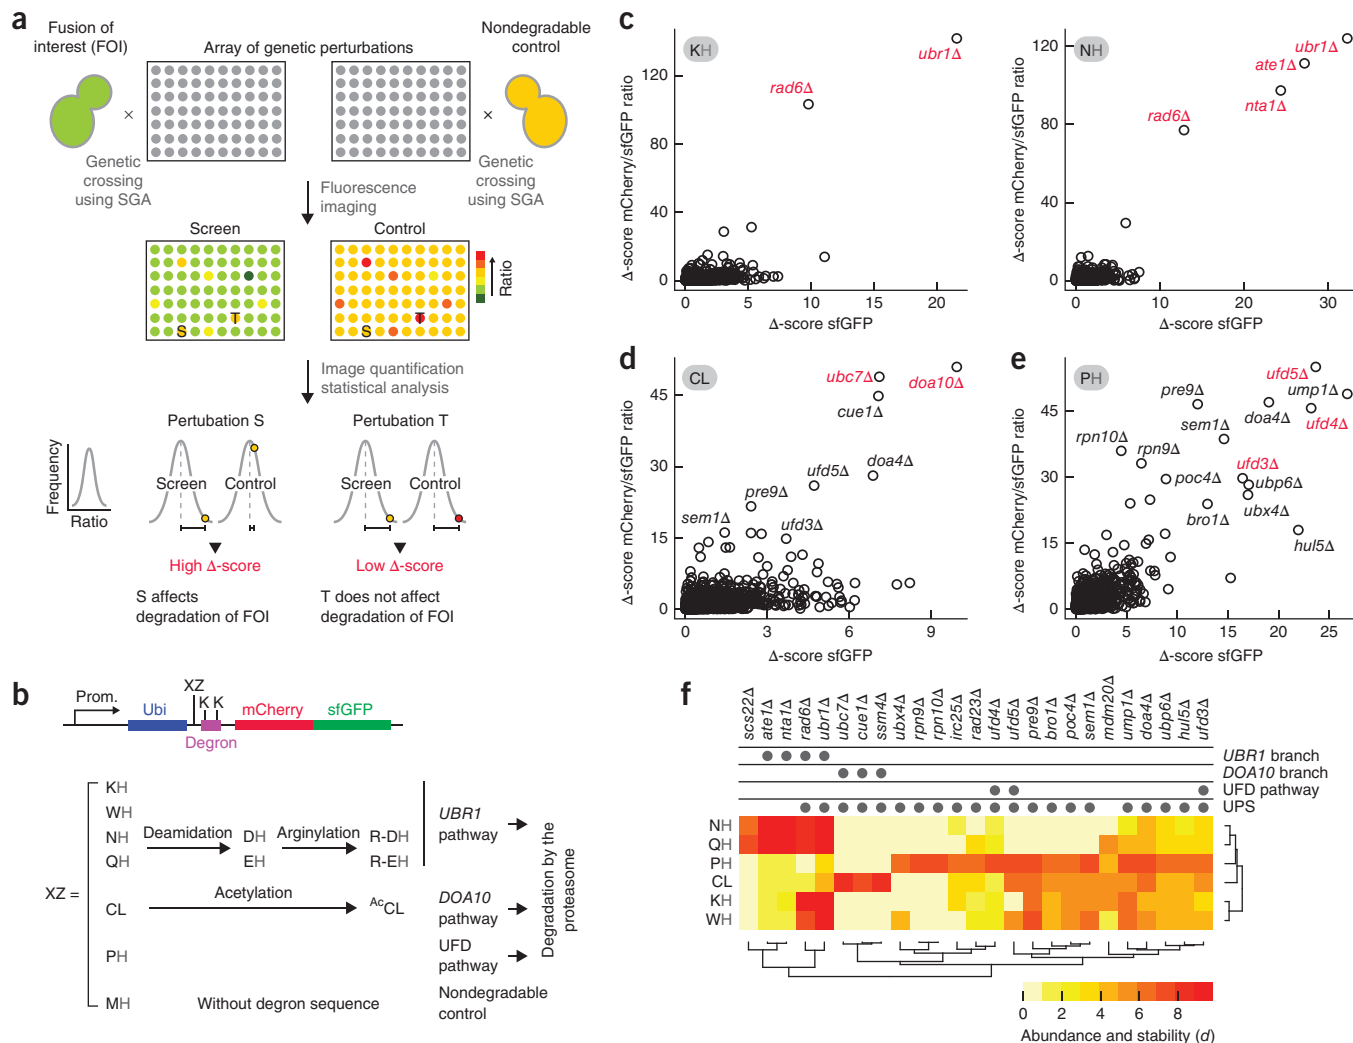 a
Fusion of
interest (FOI)
Array of genetic perturbations
Nondegradable
control
×
×
Genetic
crossing
using SGA
Fluorescence
imaging
Genetic
crossing
using SGA
Screen
Control
S
T
S
T
Ratio
Image quantification
statistical analysis
Pertubation S
Pertubation T
Frequency
Ratio
Screen
Control
Screen
Control
High Δ-score
Low Δ-score
S affects
degradation of FOI
T does not affect
degradation of FOI
b
Prom.
XZ
K K
Ubi
mCherry
sfGFP
Degron
XZ =
KH
WH
NH
QH
CL
PH
MH
Deamidation
DH
EH
Arginylation
R-DH
R-EH
UBR1
pathway
Acetylation
AcCL
DOA10
pathway
UFD
pathway
Degradation by the
proteasome
Without degron sequence
Nondegradable
control
c
KH
ubr1Δ
rad6Δ
Δ-score mCherry/sfGFP ratio
120
80
40
0
0 5 10 15 20
Δ-score sfGFP
NH
ubr1Δ
ate1Δ
nta1Δ
rad6Δ
Δ-score mCherry/sfGFP ratio
120
80
40
0
0 10 20 30
Δ-score sfGFP
d
CL
ubc7Δ
doa10Δ
cue1Δ
ufd5Δ
doa4Δ
pre9Δ
sem1Δ
ufd3Δ
Δ-score mCherry/sfGFP ratio
45
30
15
0
0 3 6 9
Δ-score sfGFP
e
PH
ufd5Δ
pre9Δ
ump1Δ
doa4Δ
ufd4Δ
sem1Δ
rpn10Δ
rpn9Δ
ufd3Δ
poc4Δ
ubp6Δ
ubx4Δ
bro1Δ
hul5Δ
Δ-score mCherry/sfGFP ratio
45
30
15
0
0 5 10 15 20 25
Δ-score sfGFP
f
scs22Δ
ate1Δ
nta1Δ
rad6Δ
ubr1Δ
ubc7Δ
cue1Δ
ssm4Δ
ubx4Δ
rpn9Δ
rpn10Δ
irc25Δ
rad23Δ
ufd4Δ
ufd5Δ
pre9Δ
bro1Δ
poc4Δ
sem1Δ
mdm20Δ
ump1Δ
doa4Δ
ubp6Δ
hul5Δ
ufd3Δ
UBR1 branch
DOA10 branch
UFD pathway
UPS
NH
QH
PH
CL
KH
WH
0 2 4 6 8
Abundance and stability (d)